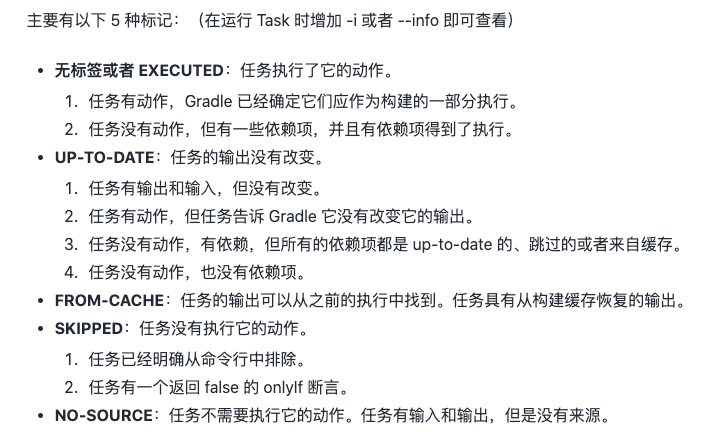 主要有以下 5 种标记：（在运行 Task 时增加 -i 或者 --info 即可查看）
• 无标签或者 EXECUTED：任务执行了它的动作。
1. 任务有动作，Gradle 已经确定它们应作为构建的一部分执行。
2. 任务没有动作，但有一些依赖项，并且有依赖项得到了执行。
• UP-TO-DATE：任务的输出没有改变。
1. 任务有输出和输入，但没有改变。
2. 任务有动作，但任务告诉 Gradle 它没有改变它的输出。
3. 任务没有动作，有依赖，但所有的依赖项都是 up-to-date 的、跳过的或者来自缓存。
4. 任务没有动作，也没有依赖项。
• FROM-CACHE：任务的输出可以从之前的执行中找到。任务具有从构建缓存恢复的输出。
• SKIPPED：任务没有执行它的动作。
1. 任务已经明确从命令行中排除。
2. 任务有一个返回 false 的 onlyIf 断言。
• NO-SOURCE：任务不需要执行它的动作。任务有输入和输出，但是没有来源。